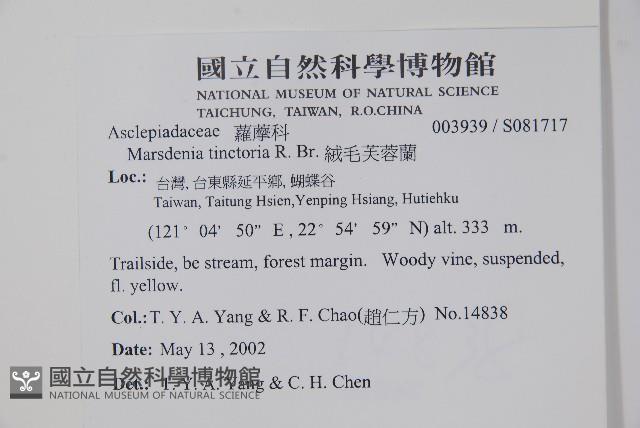 國立自然科學博物館
NATIONAL MUSEUM OF NATURAL SCIENCE
TAICHUNG, TAIWAN, R.O.CHINA
Asclepiadaceae 蘿藦科 003939 / S081717
Marsdenia tinctoria R. Br. 絨毛芙蓉蘭
Loc.: 台灣, 台東縣延平鄉, 蝴蝶谷
Taiwan, Taitung Hsien,Yenping Hsiang, Hutiehku
(121° 04' 50" E , 22° 54' 59" N) alt. 333 m.
Trailside, be stream, forest margin. Woody vine, suspended,
fl. yellow.
Col.: T. Y. A. Yang & R. F. Chao(趙仁方) No.14838
Date: May 13 , 2002
Det.: T. Y. A. Yang & C. H. Chen
國立自然科學博物館
NATIONAL MUSEUM OF NATURAL SCIENCE